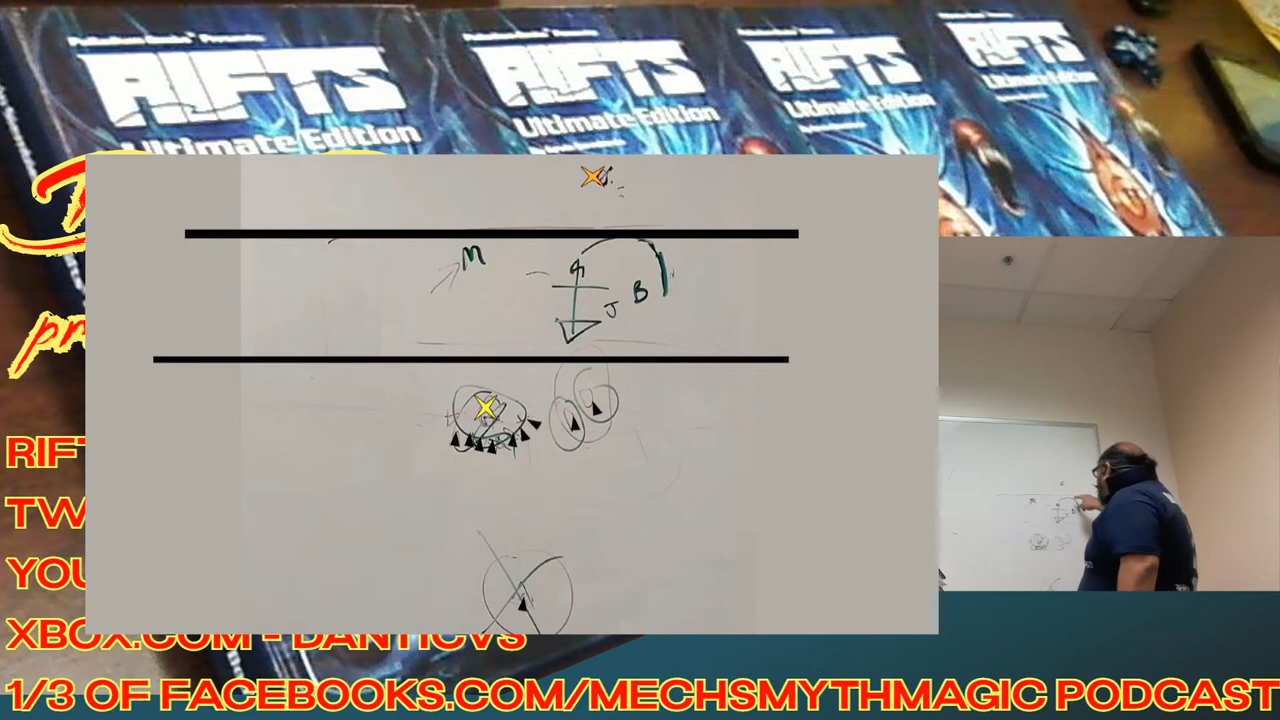 Palladium Books® Presents:
RIFTS
Ultimate Edition
RIFTS
Ultimate Edition
RIFTS
Ultimate Edition
RIFTS
Ultimate Edition
M
J
B
RIF
TW
YOU
XBOX.COM - DANTICVS
1/3 OF FACEBOOKS.COM/MECHSMYTHMAGIC PODCAST